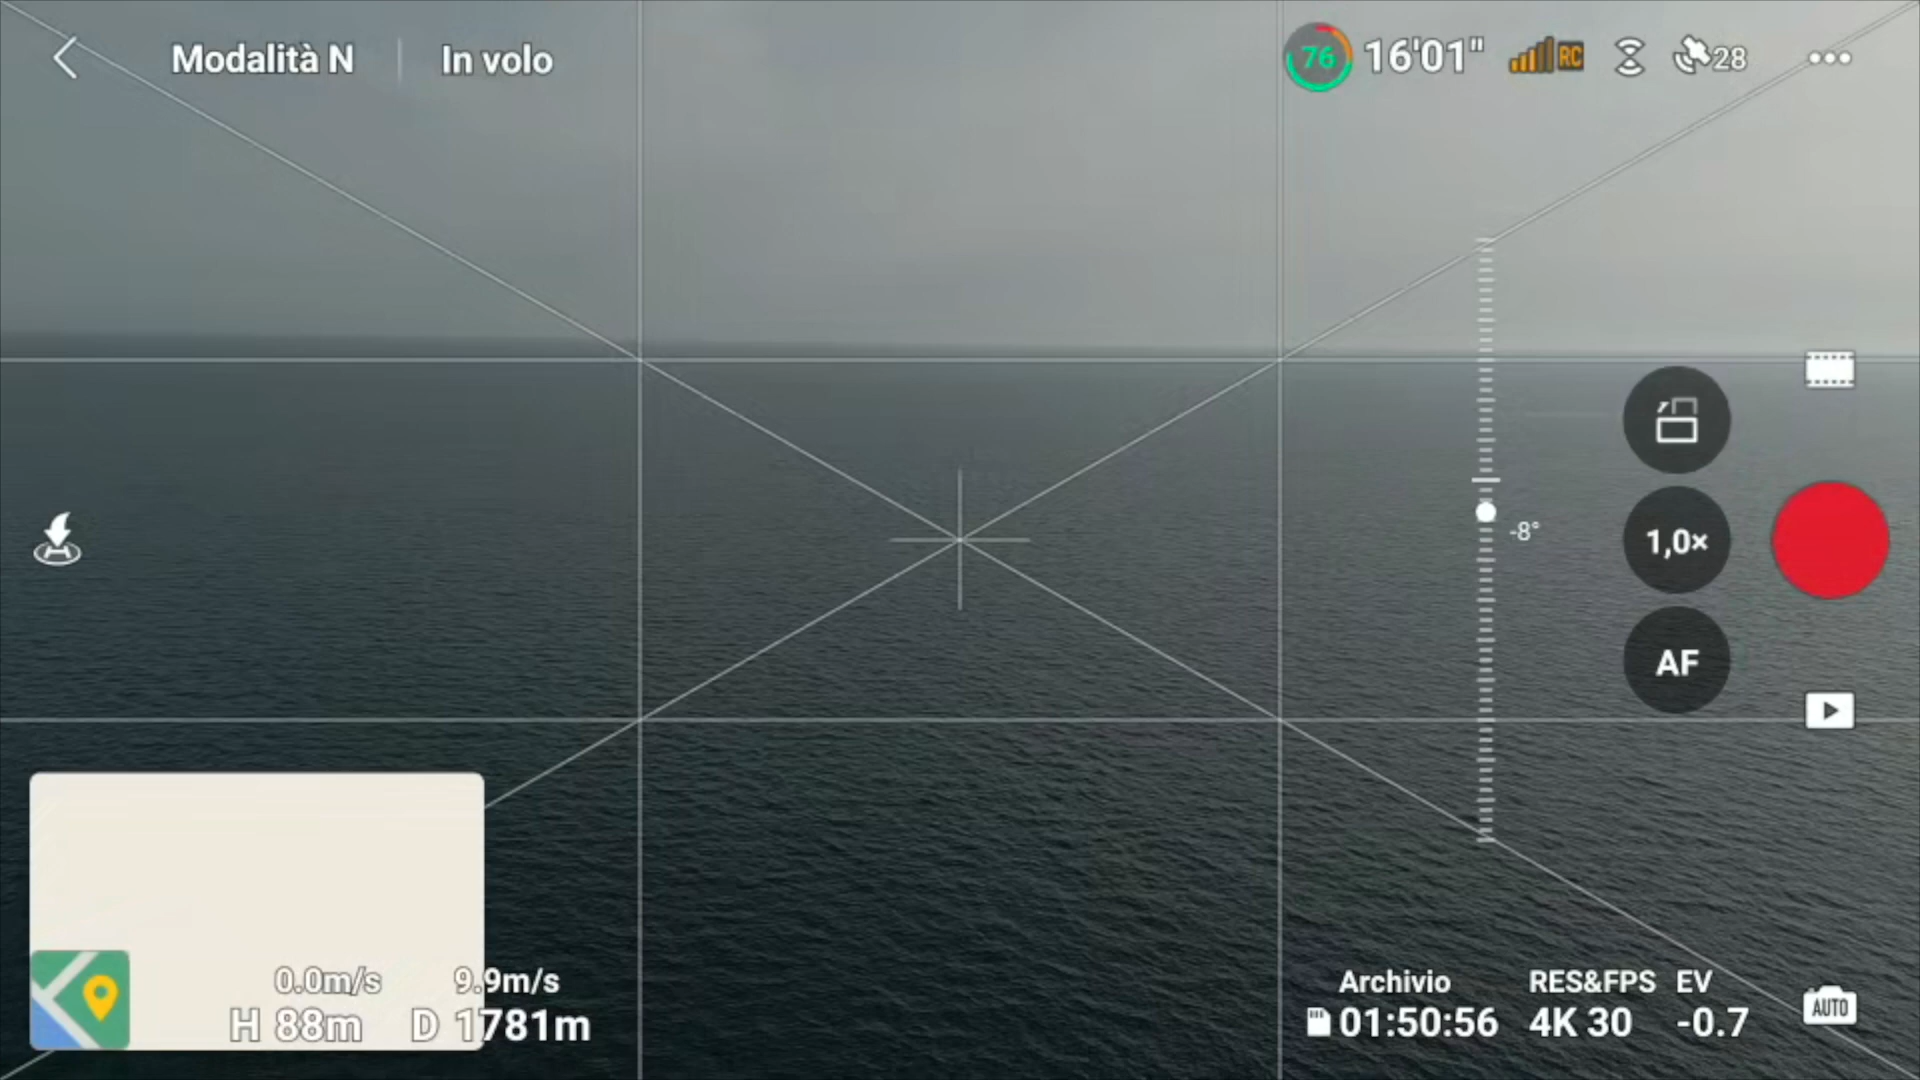 Modalità N In volo 76 16'01" RC 28
-8°
1,0×
AF
0.0m/s 9.9m/s
H 88m D 1781m
Archivio RES&FPS EV
01:50:56 4K 30 -0.7
AUTO